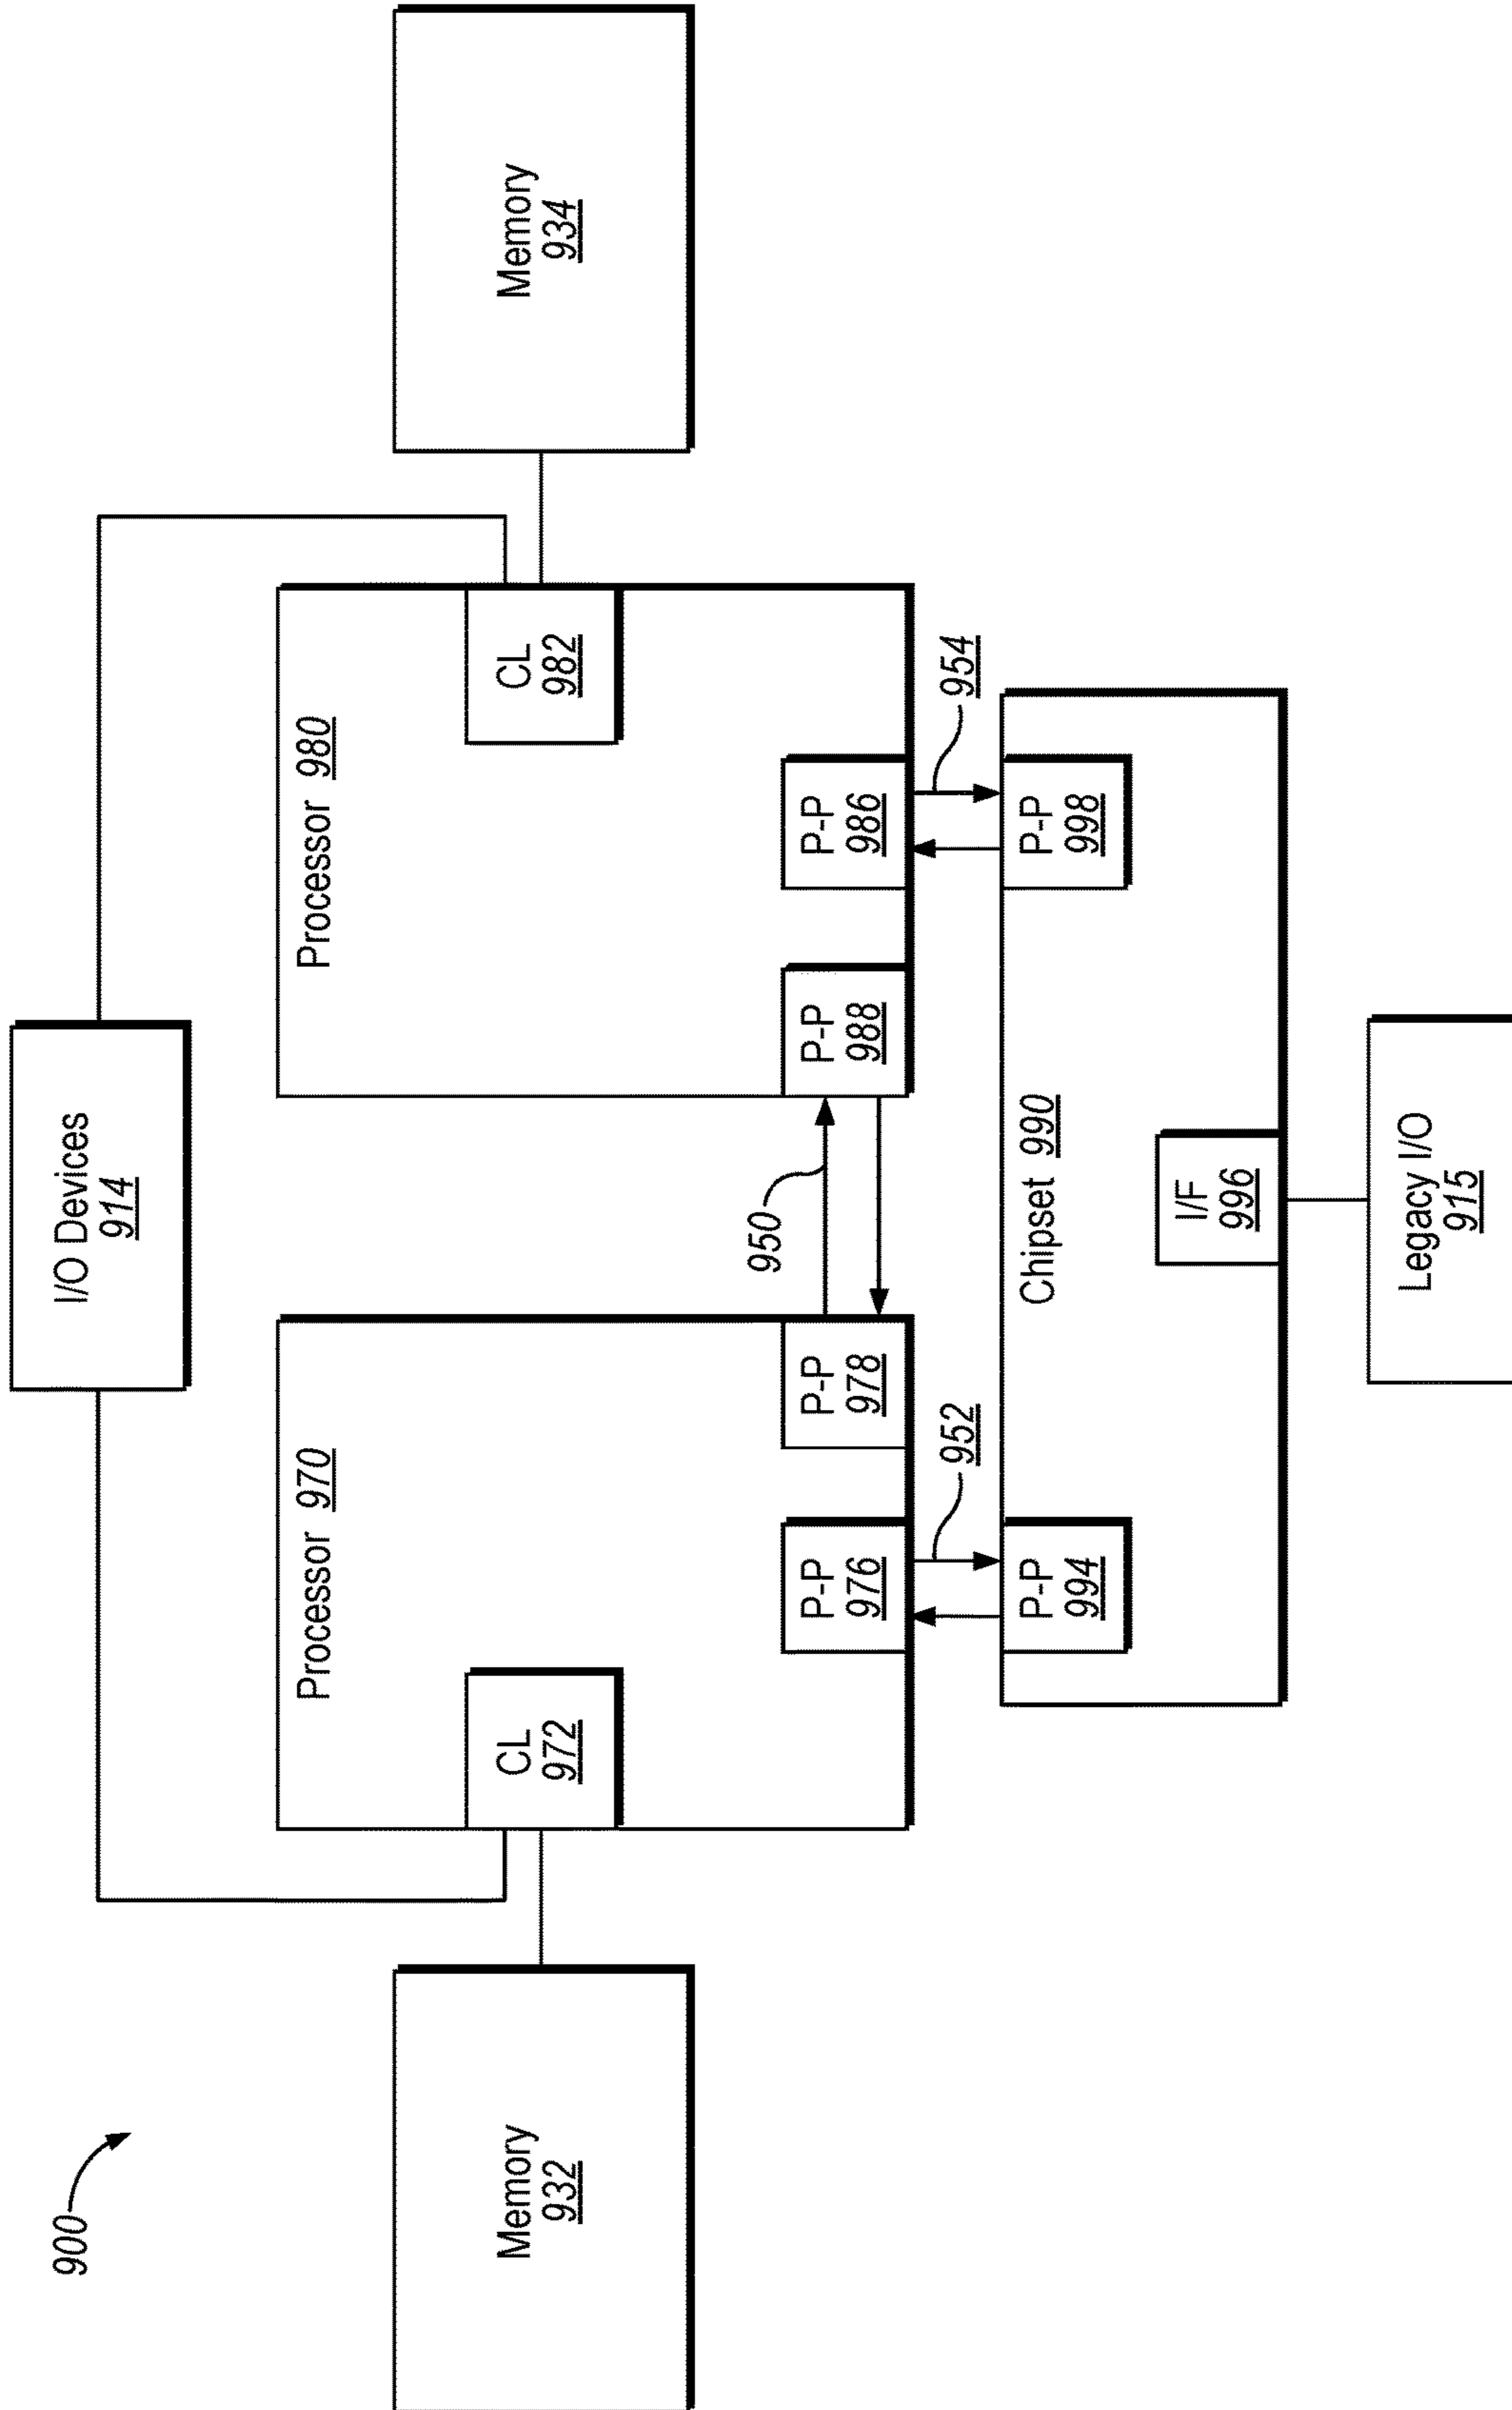 900
I/O Devices
914
Memory
932
Processor 970
CL
972
P-P
976
P-P
978
950
Processor 980
CL
982
P-P
988
P-P
986
Memory
934
952
954
Chipset 990
P-P
994
P-P
998
I/F
996
Legacy I/O
915